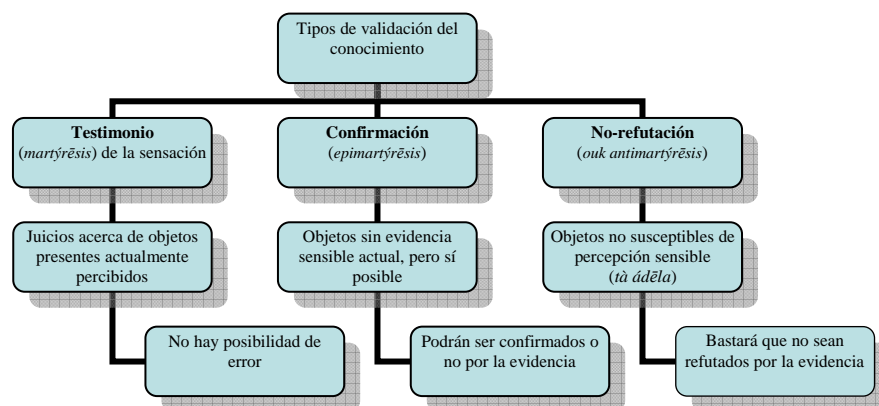 Tipos de validación del
conocimiento
Testimonio
(martýrēsis) de la sensación
Confirmación
(epimartýrēsis)
No-refutación
(ouk antimartýrēsis)
Juicios acerca de objetos
presentes actualmente
percibidos
Objetos sin evidencia
sensible actual, pero sí
posible
Objetos no susceptibles de
percepción sensible
(tà ádēla)
No hay posibilidad de
error
Podrán ser confirmados o
no por la evidencia
Bastará que no sean
refutados por la evidencia